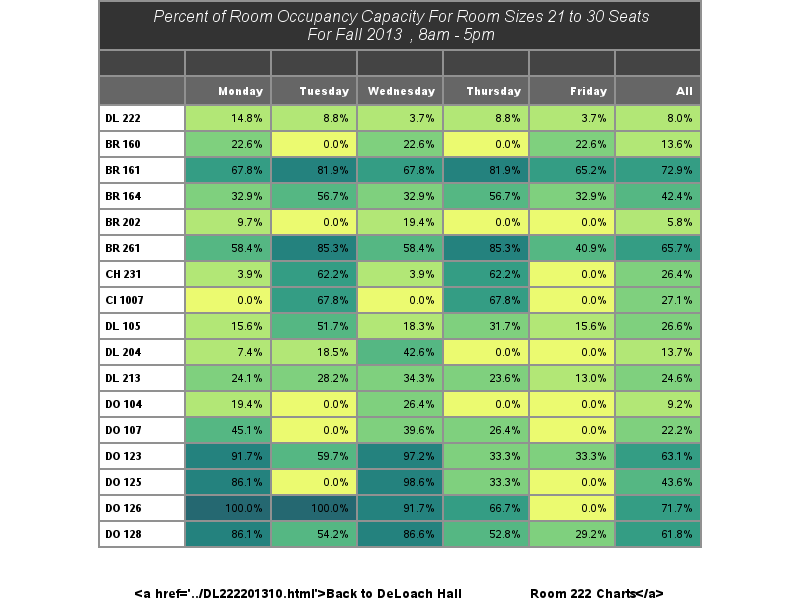 Percent of Room Occupancy Capacity For Room Sizes 21 to 30 Seats
For Fall 2013 , 8am - 5pm
Monday Tuesday Wednesday Thursday Friday All
DL 222 14.8% 8.8% 3.7% 8.8% 3.7% 8.0%
BR 160 22.6% 0.0% 22.6% 0.0% 22.6% 13.6%
BR 161 67.8% 81.9% 67.8% 81.9% 65.2% 72.9%
BR 164 32.9% 56.7% 32.9% 56.7% 32.9% 42.4%
BR 202 9.7% 0.0% 19.4% 0.0% 0.0% 5.8%
BR 261 58.4% 85.3% 58.4% 85.3% 40.9% 65.7%
CH 231 3.9% 62.2% 3.9% 62.2% 0.0% 26.4%
CI 1007 0.0% 67.8% 0.0% 67.8% 0.0% 27.1%
DL 105 15.6% 51.7% 18.3% 31.7% 15.6% 26.6%
DL 204 7.4% 18.5% 42.6% 0.0% 0.0% 13.7%
DL 213 24.1% 28.2% 34.3% 23.6% 13.0% 24.6%
DO 104 19.4% 0.0% 26.4% 0.0% 0.0% 9.2%
DO 107 45.1% 0.0% 39.6% 26.4% 0.0% 22.2%
DO 123 91.7% 59.7% 97.2% 33.3% 33.3% 63.1%
DO 125 86.1% 0.0% 98.6% 33.3% 0.0% 43.6%
DO 126 100.0% 100.0% 91.7% 66.7% 0.0% 71.7%
DO 128 86.1% 54.2% 86.6% 52.8% 29.2% 61.8%
<a href='../DL222201310.html'>Back to DeLoach Hall Room 222 Charts</a>